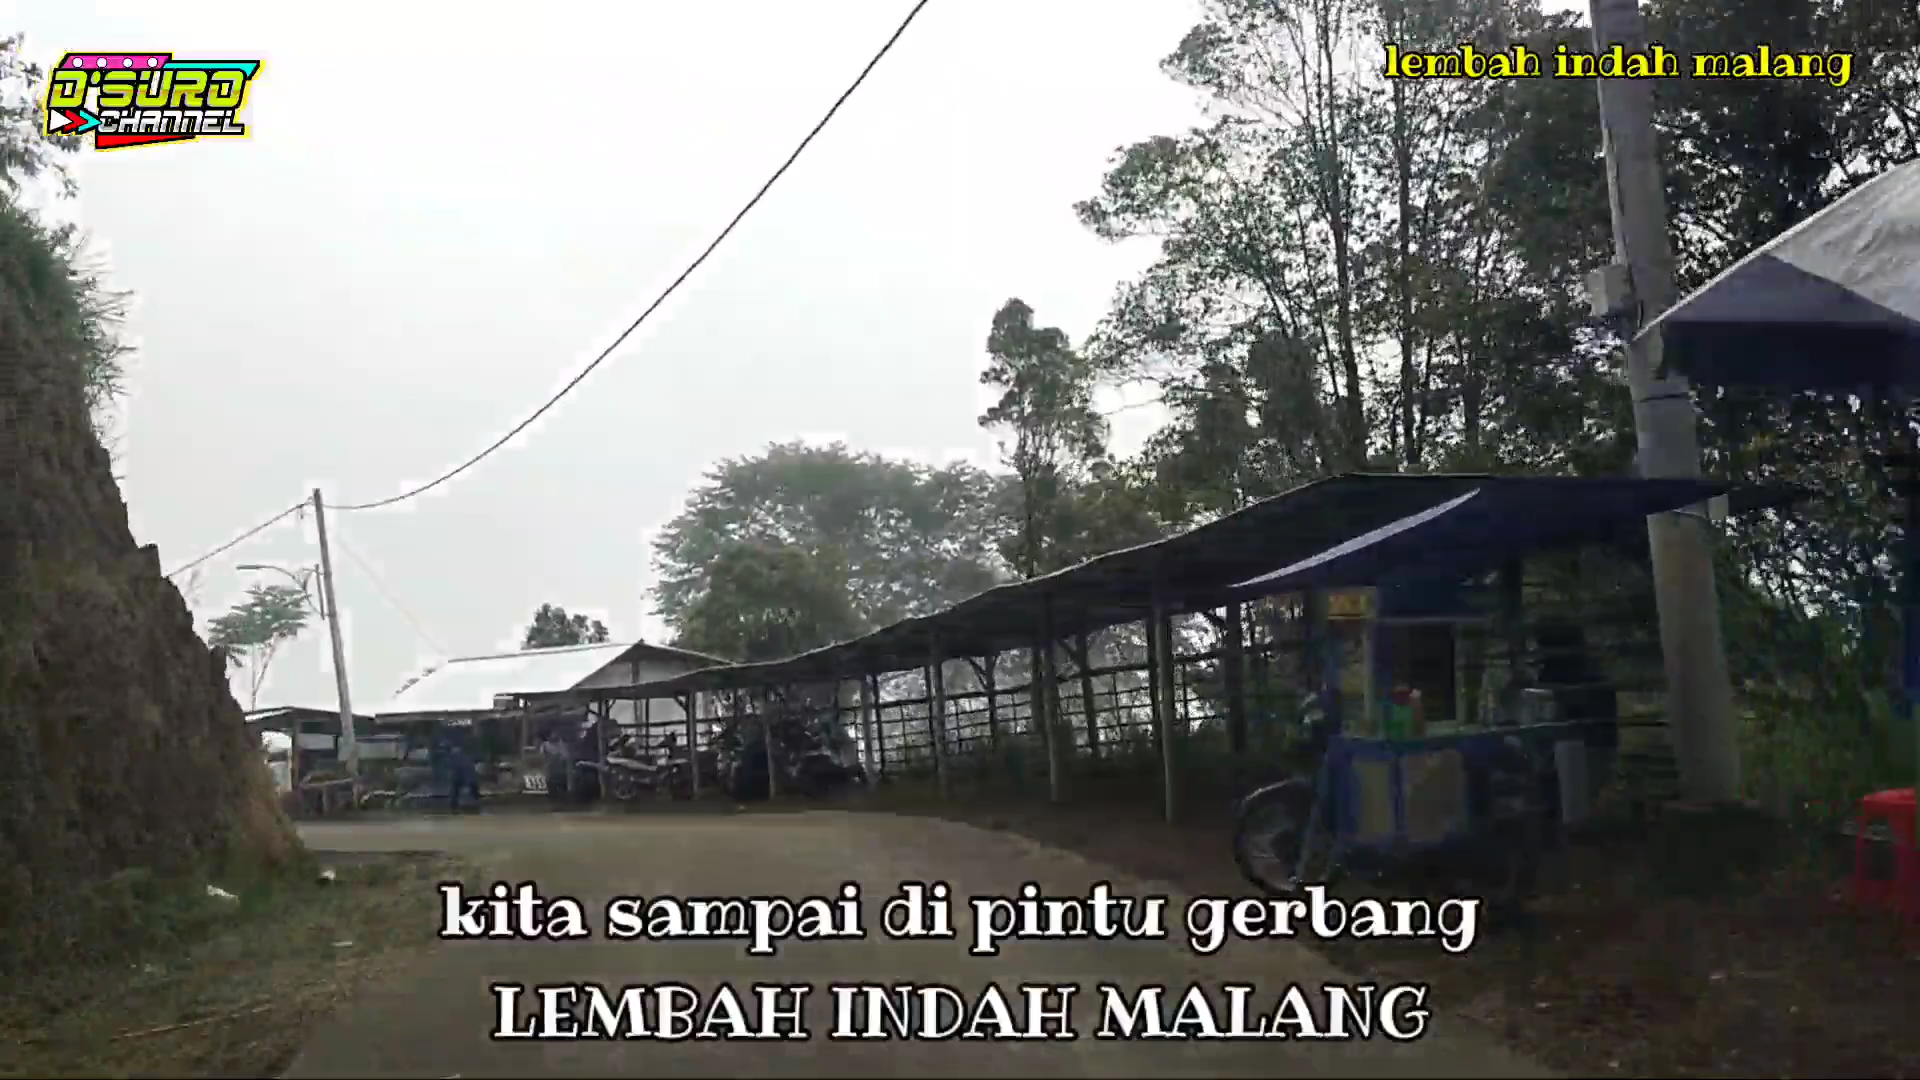 D'SURO
CHANNEL
lembah indah malang
kita sampai di pintu gerbang
LEMBAH INDAH MALANG